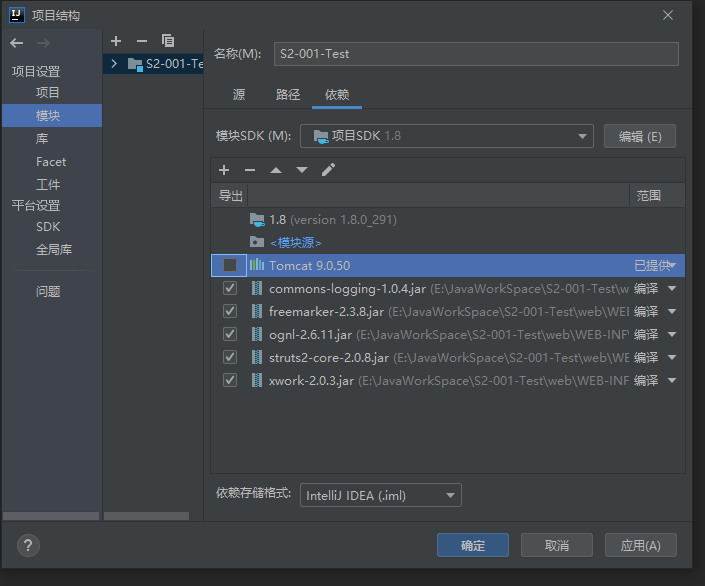 项目结构
项目设置
项目
模块
库
Facet
工件
平台设置
SDK
全局库
问题
S2-001-Te
名称(M): S2-001-Test
源 路径 依赖
模块SDK (M): 项目SDK 1.8 编辑 (E)
导出 范围
1.8 (version 1.8.0_291)
<模块源>
Tomcat 9.0.50 已提供
commons-logging-1.0.4.jar (E:\JavaWorkSpace\S2-001-Test\w 编译
freemarker-2.3.8.jar (E:\JavaWorkSpace\S2-001-Test\web\WEI 编译
ognl-2.6.11.jar (E:\JavaWorkSpace\S2-001-Test\web\WEB-INF\ 编译
struts2-core-2.0.8.jar (E:\JavaWorkSpace\S2-001-Test\web\WE 编译
xwork-2.0.3.jar (E:\JavaWorkSpace\S2-001-Test\web\WEB-INF 编译
依赖存储格式: IntelliJ IDEA (.iml)
? 确定 取消 应用(A)